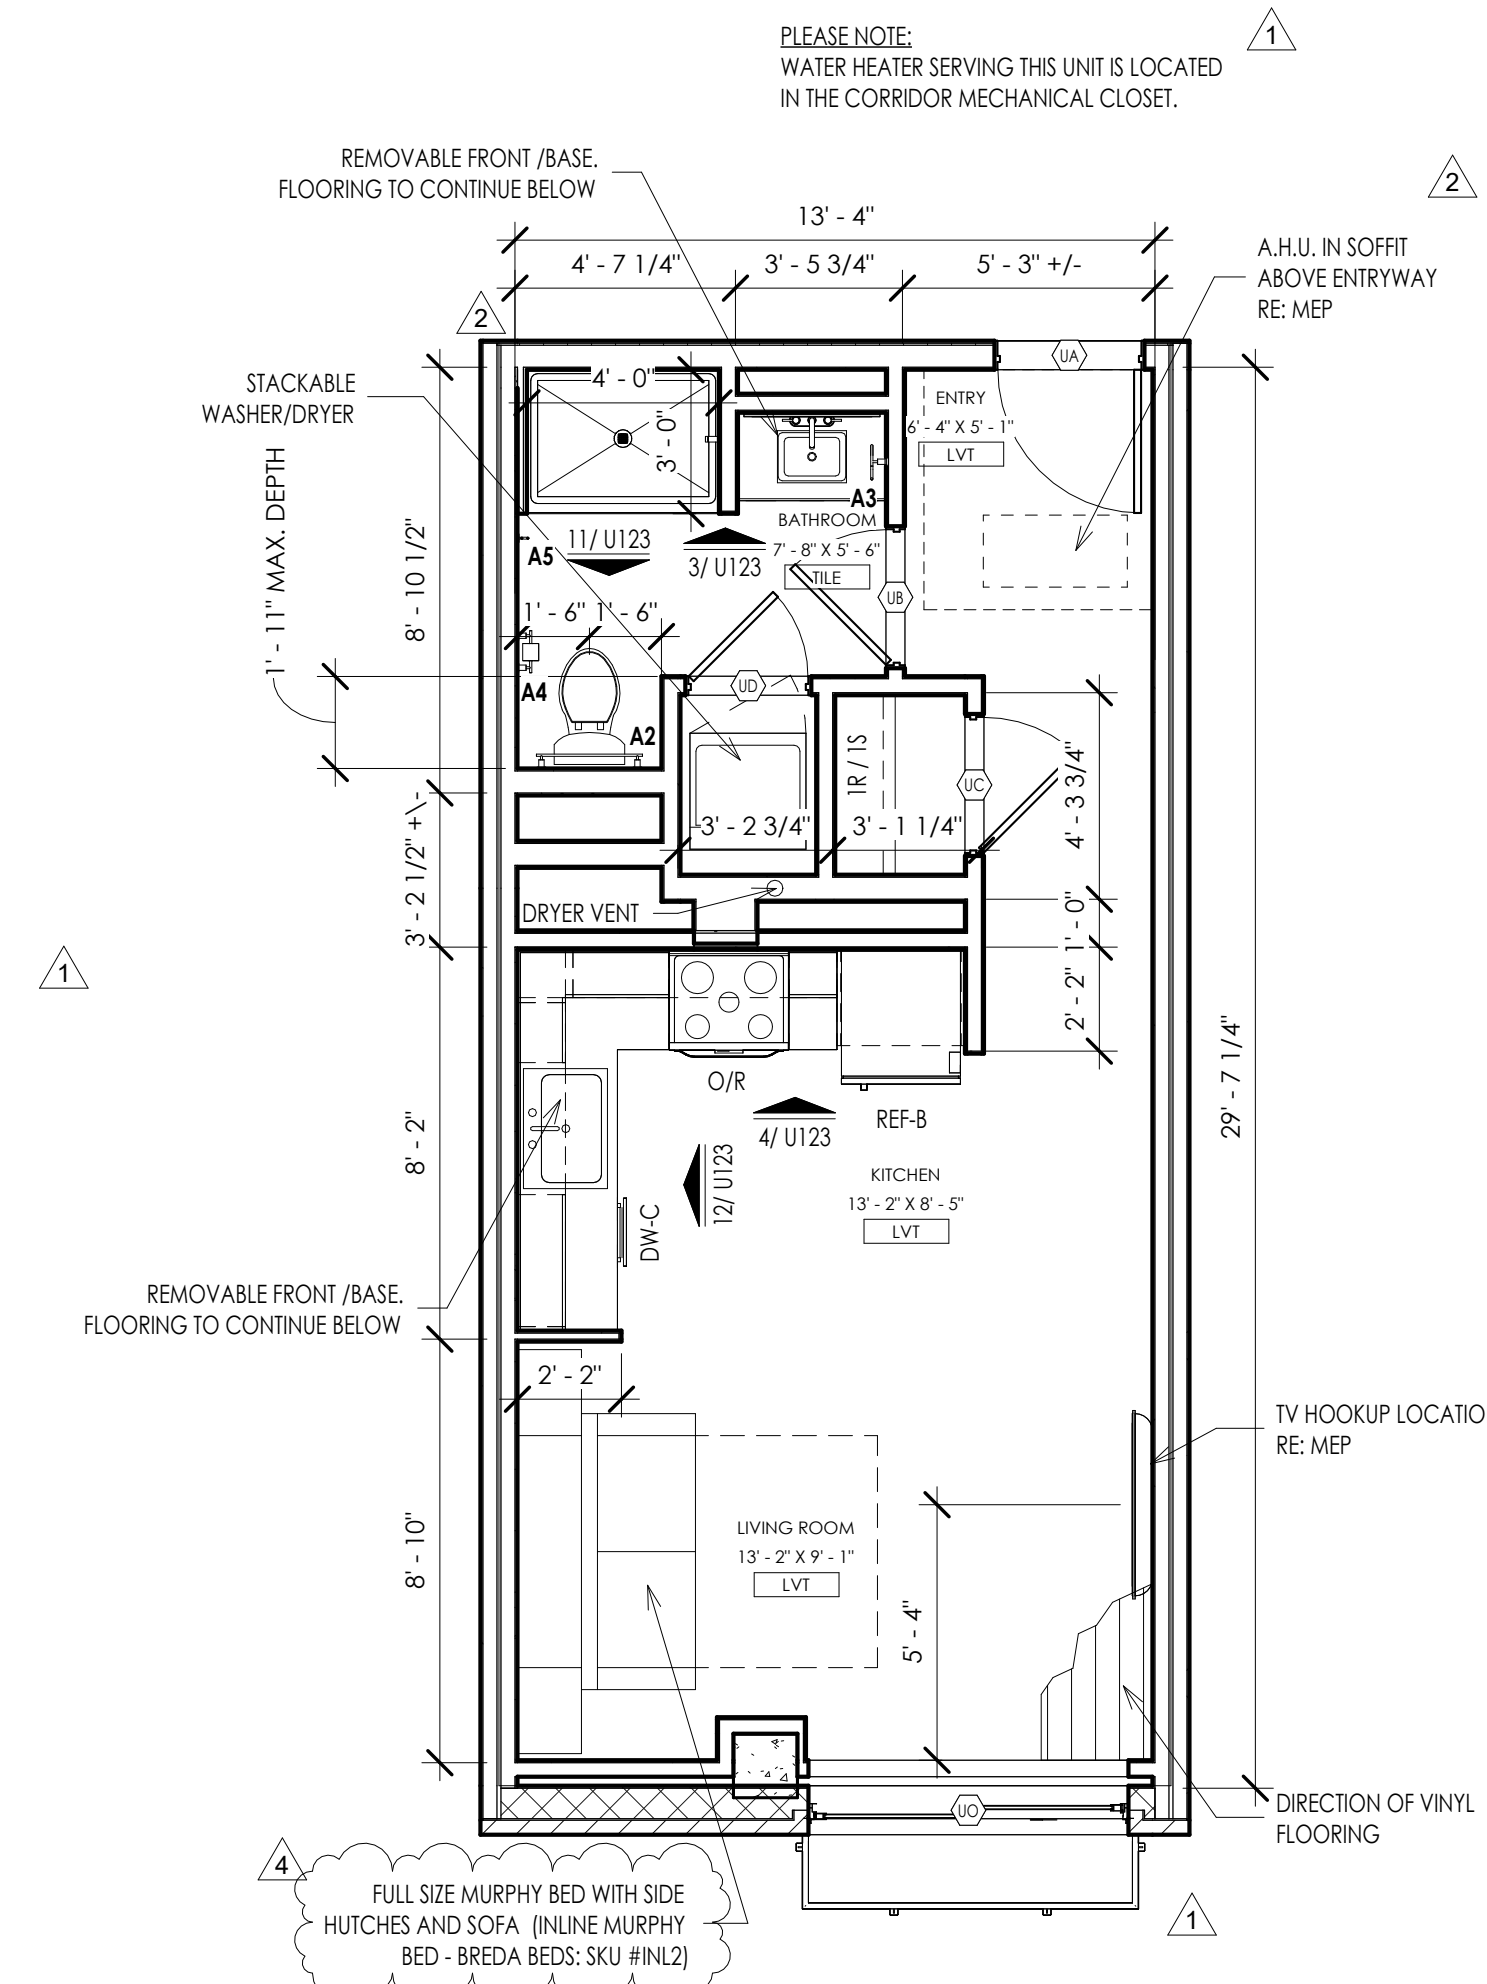 PLEASE NOTE:
WATER HEATER SERVING THIS UNIT IS LOCATED
IN THE CORRIDOR MECHANICAL CLOSET.
1
REMOVABLE FRONT /BASE.
FLOORING TO CONTINUE BELOW
2
13' - 4"
4' - 7 1/4"
3' - 5 3/4"
5' - 3" +/-
A.H.U. IN SOFFIT
ABOVE ENTRYWAY
RE: MEP
2
STACKABLE
WASHER/DRYER
UA
4' - 0"
3' - 0"
ENTRY
6' - 4" X 5' - 1"
LVT
1' - 11" MAX. DEPTH
8' - 10 1/2"
A3
BATHROOM
7' - 8" X 5' - 6"
TILE
A5
11/ U123
3/ U123
UB
1' - 6"
1' - 6"
A4
A2
UD
1R / 1S
UC
4' - 3 3/4"
3' - 2 3/4"
3' - 1 1/4"
3' - 2 1/2" +\-
DRYER VENT
1' - 0"
2' - 2"
1
29' - 7 1/4"
O/R
REF-B
4/ U123
8' - 2"
12/ U123
DW-C
KITCHEN
13' - 2" X 8' - 5"
LVT
REMOVABLE FRONT /BASE.
FLOORING TO CONTINUE BELOW
2' - 2"
TV HOOKUP LOCATIO
RE: MEP
8' - 10"
LIVING ROOM
13' - 2" X 9' - 1"
LVT
5' - 4"
UO
DIRECTION OF VINYL
FLOORING
4
FULL SIZE MURPHY BED WITH SIDE
HUTCHES AND SOFA (INLINE MURPHY
BED - BREDA BEDS: SKU #INL2)
1